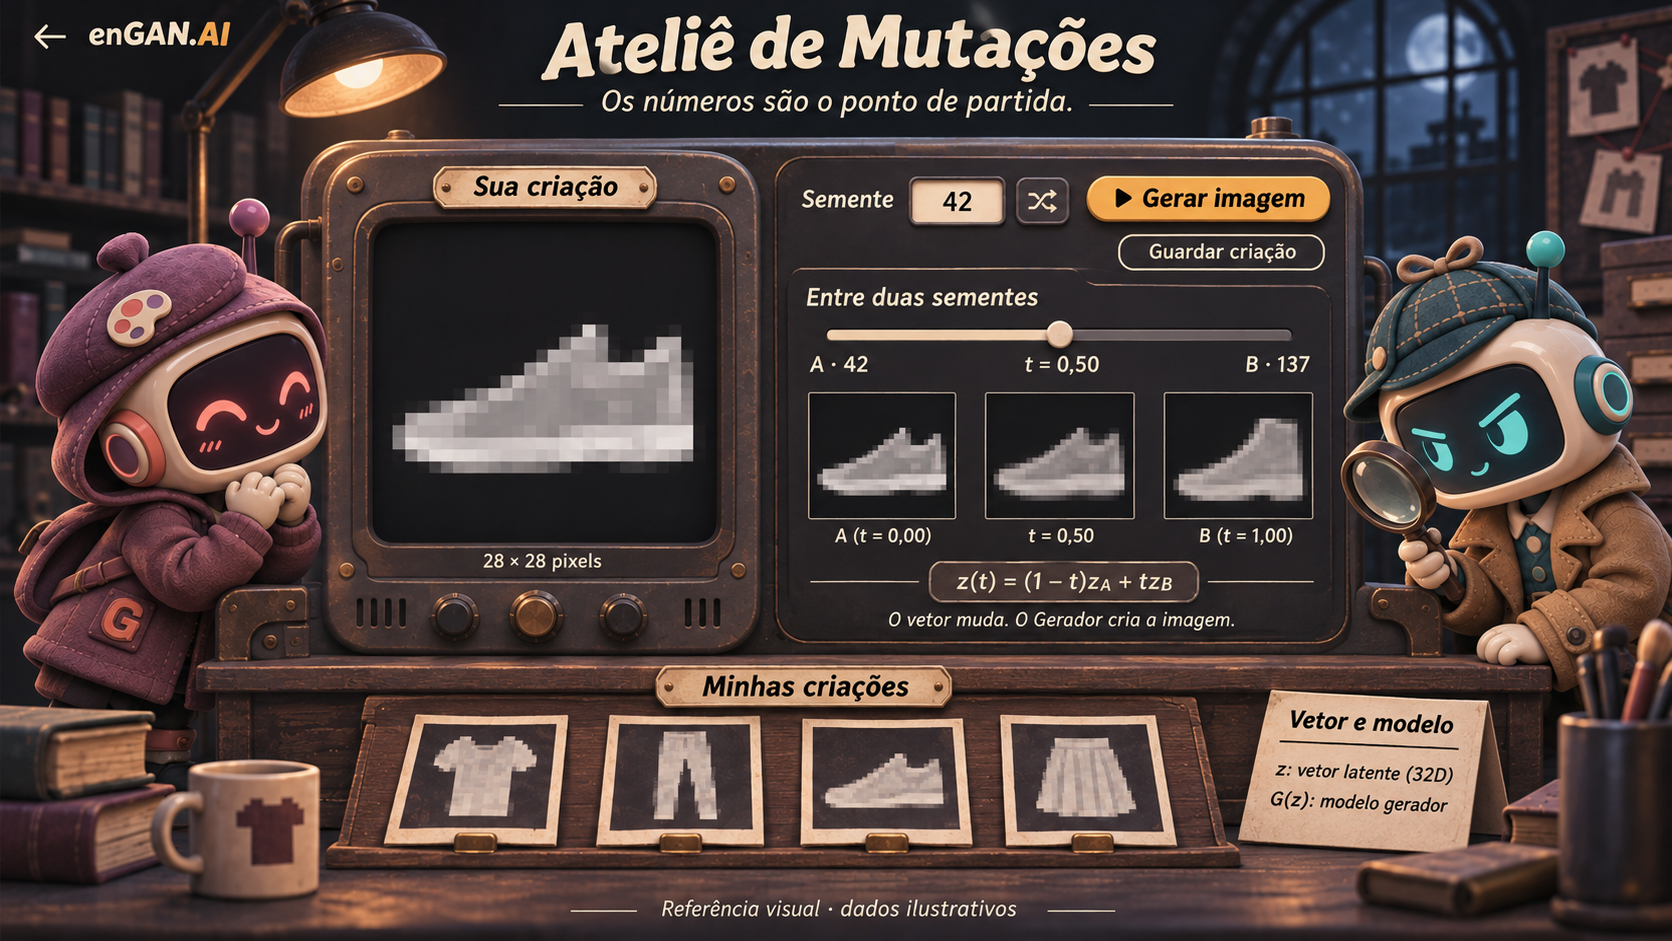 ← enGAN.AI
Ateliê de Mutações
Os números são o ponto de partida.
Sua criação
28 × 28 pixels
Semente
42
Gerar imagem
Guardar criação
Entre duas sementes
A · 42
t = 0,50
B · 137
A (t = 0,00)
t = 0,50
B (t = 1,00)
z(t) = (1 − t)zA + tzB
O vetor muda. O Gerador cria a imagem.
G
Minhas criações
Vetor e modelo
z: vetor latente (32D)
G(z): modelo gerador
Referência visual · dados ilustrativos